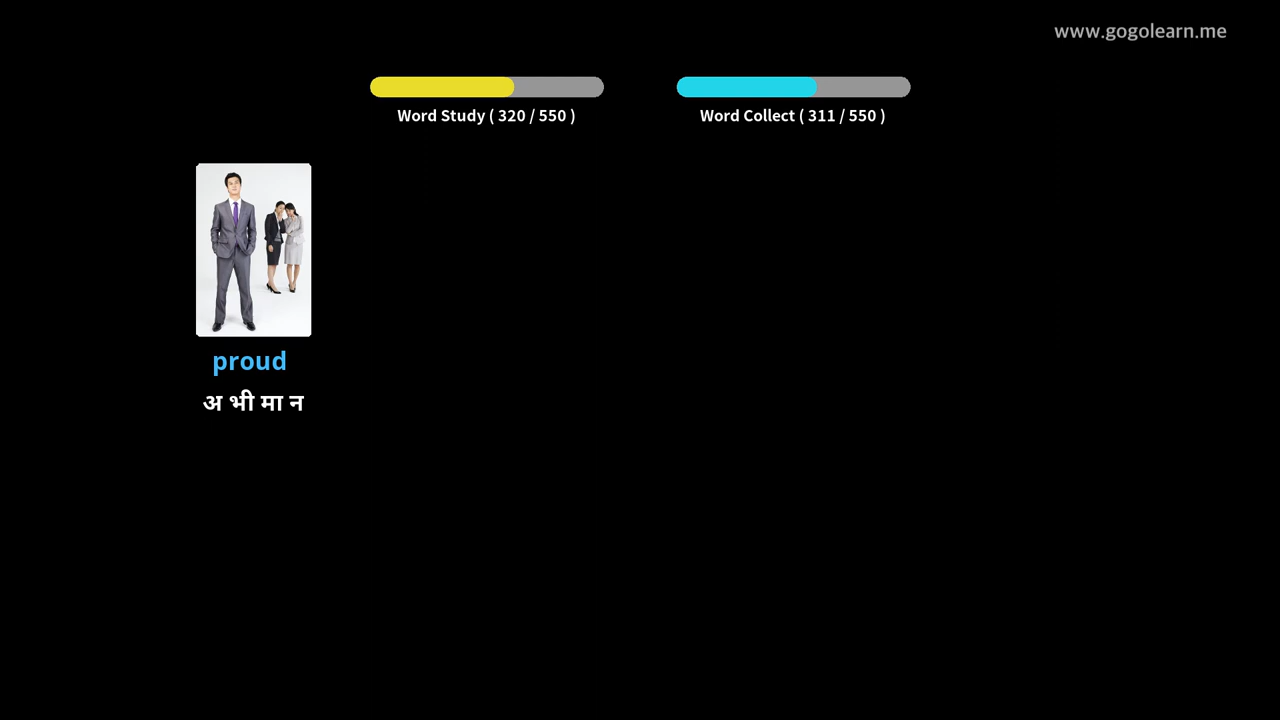 www.gogolearn.me
Word Study ( 320 / 550 )
Word Collect ( 311 / 550 )
proud
अ भी मा न